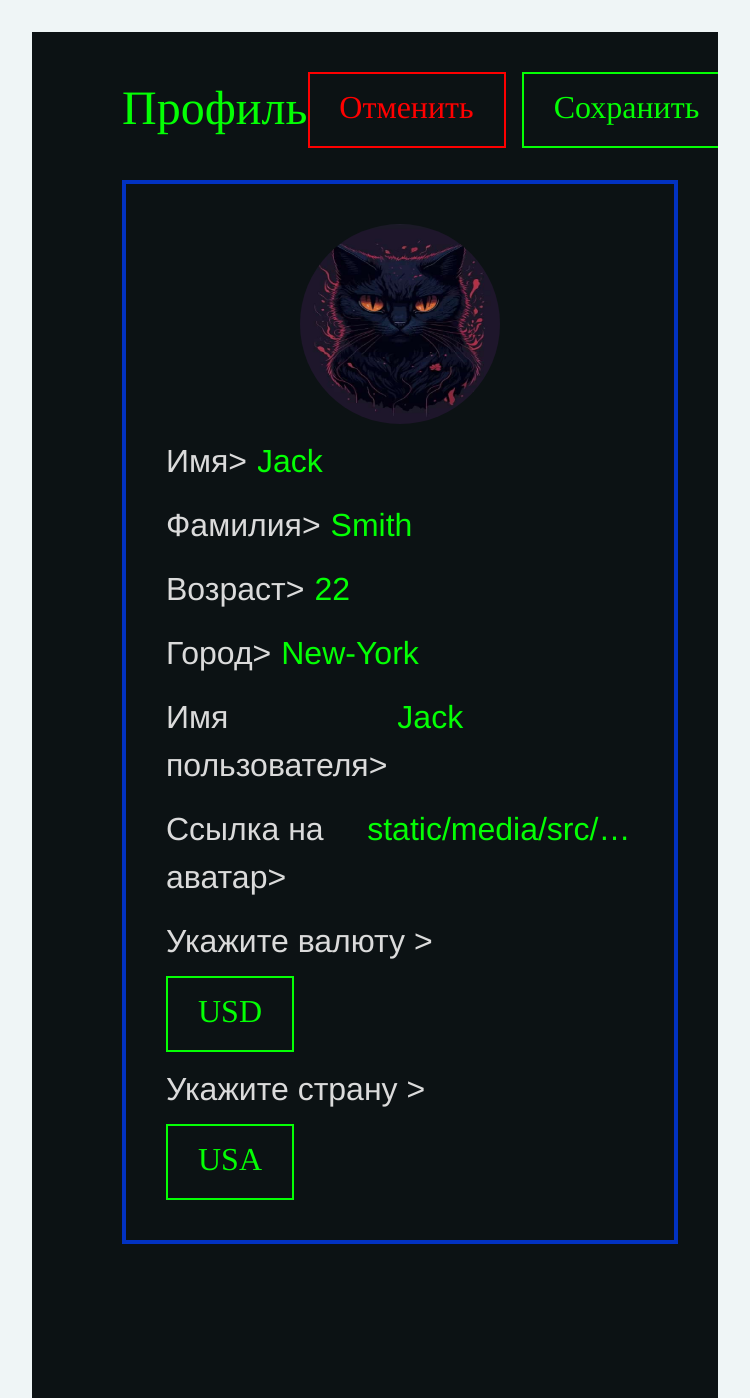 Профиль Отменить Сохранить
Имя> Jack
Фамилия> Smith
Возраст> 22
Город> New-York
Имя пользователя> Jack
Ссылка на аватар> static/media/src/…
Укажите валюту >
USD
Укажите страну >
USA